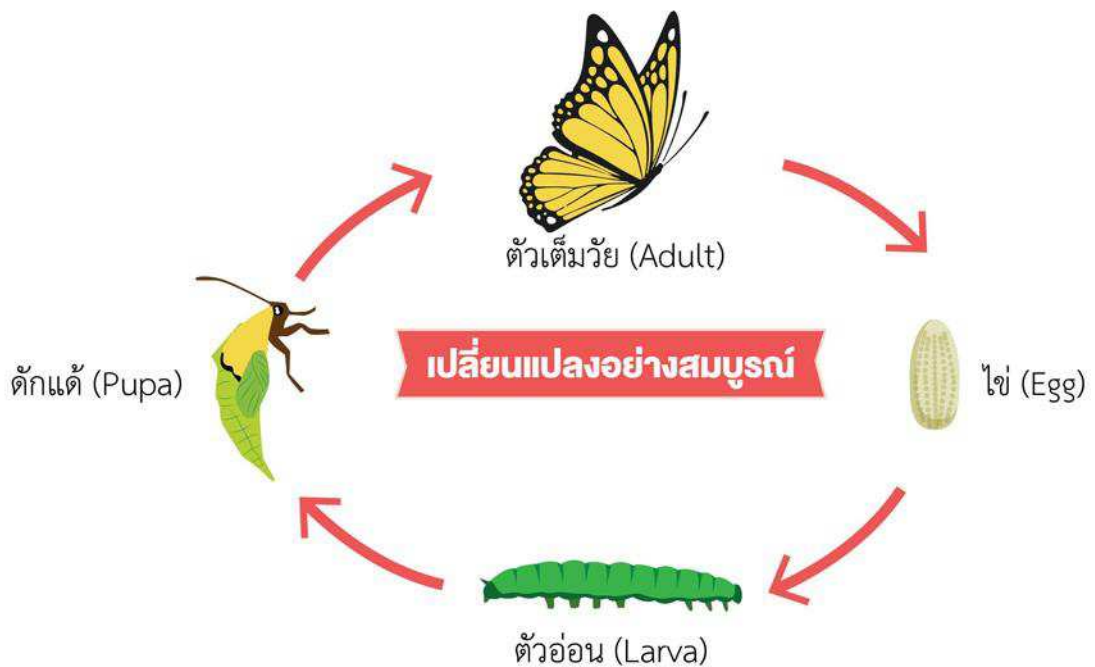 ตัวเต็มวัย (Adult)
เปลี่ยนแปลงอย่างสมบูรณ์
ดักแด้ (Pupa)
ไข่ (Egg)
ตัวอ่อน (Larva)